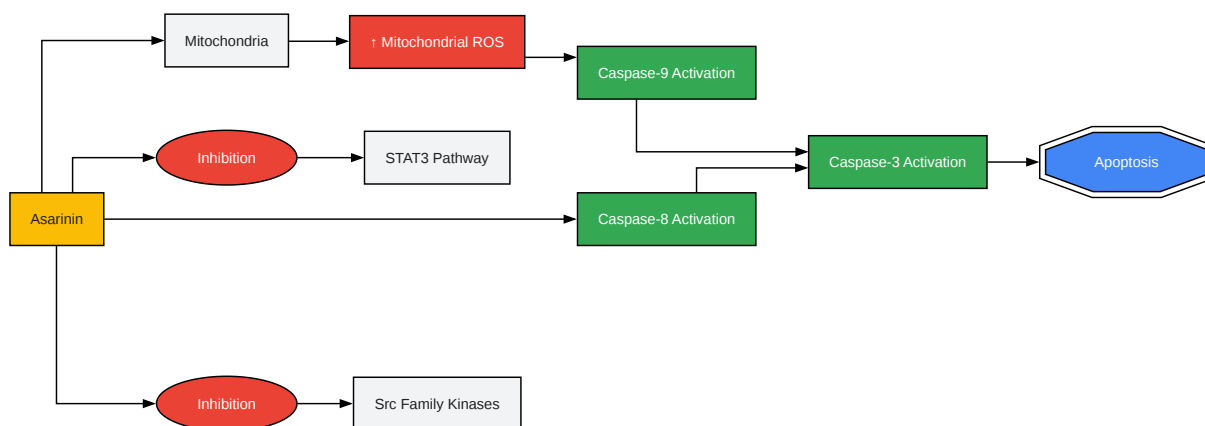 Mitochondria
↑ Mitochondrial ROS
Caspase-9 Activation
Inhibition
STAT3 Pathway
Caspase-3 Activation
Apoptosis
Asarinin
Caspase-8 Activation
Inhibition
Src Family Kinases